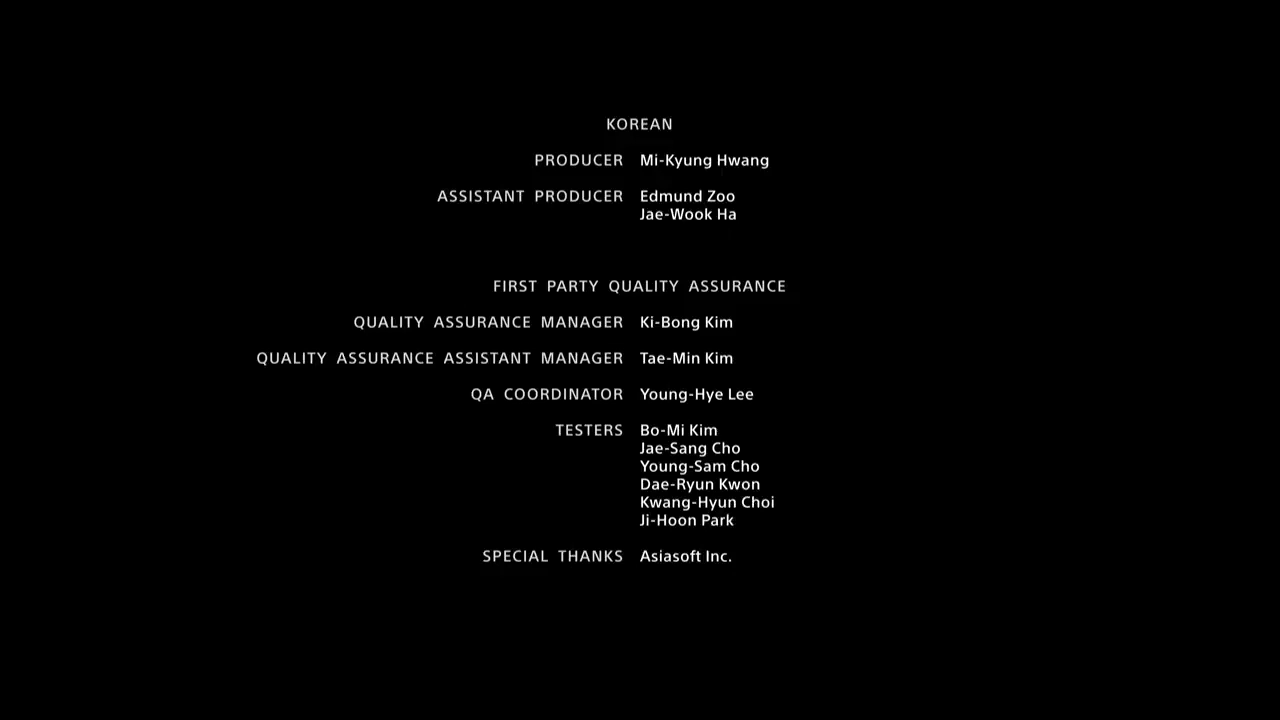 KOREAN
PRODUCER Mi-Kyung Hwang
ASSISTANT PRODUCER Edmund Zoo
Jae-Wook Ha
FIRST PARTY QUALITY ASSURANCE
QUALITY ASSURANCE MANAGER Ki-Bong Kim
QUALITY ASSURANCE ASSISTANT MANAGER Tae-Min Kim
QA COORDINATOR Young-Hye Lee
TESTERS Bo-Mi Kim
Jae-Sang Cho
Young-Sam Cho
Dae-Ryun Kwon
Kwang-Hyun Choi
Ji-Hoon Park
SPECIAL THANKS Asiasoft Inc.